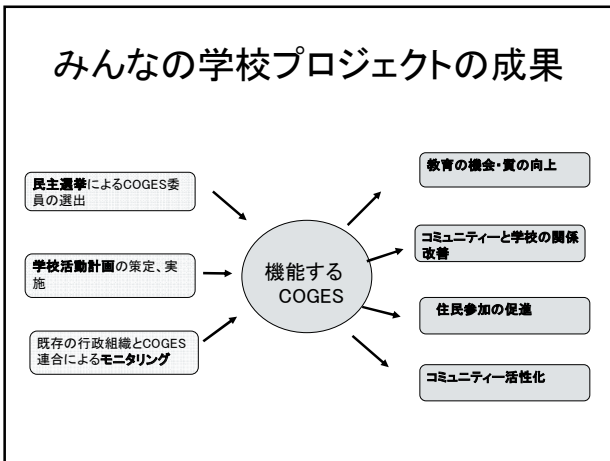 みんなの学校プロジェクトの成果
民主選挙によるCOGES委
員の選出
学校活動計画の策定、実
施
既存の行政組織とCOGES
連合によるモニタリング
機能する
COGES
教育の機会・質の向上
コミュニティーと学校の関係
改善
住民参加の促進
コミュニティー活性化